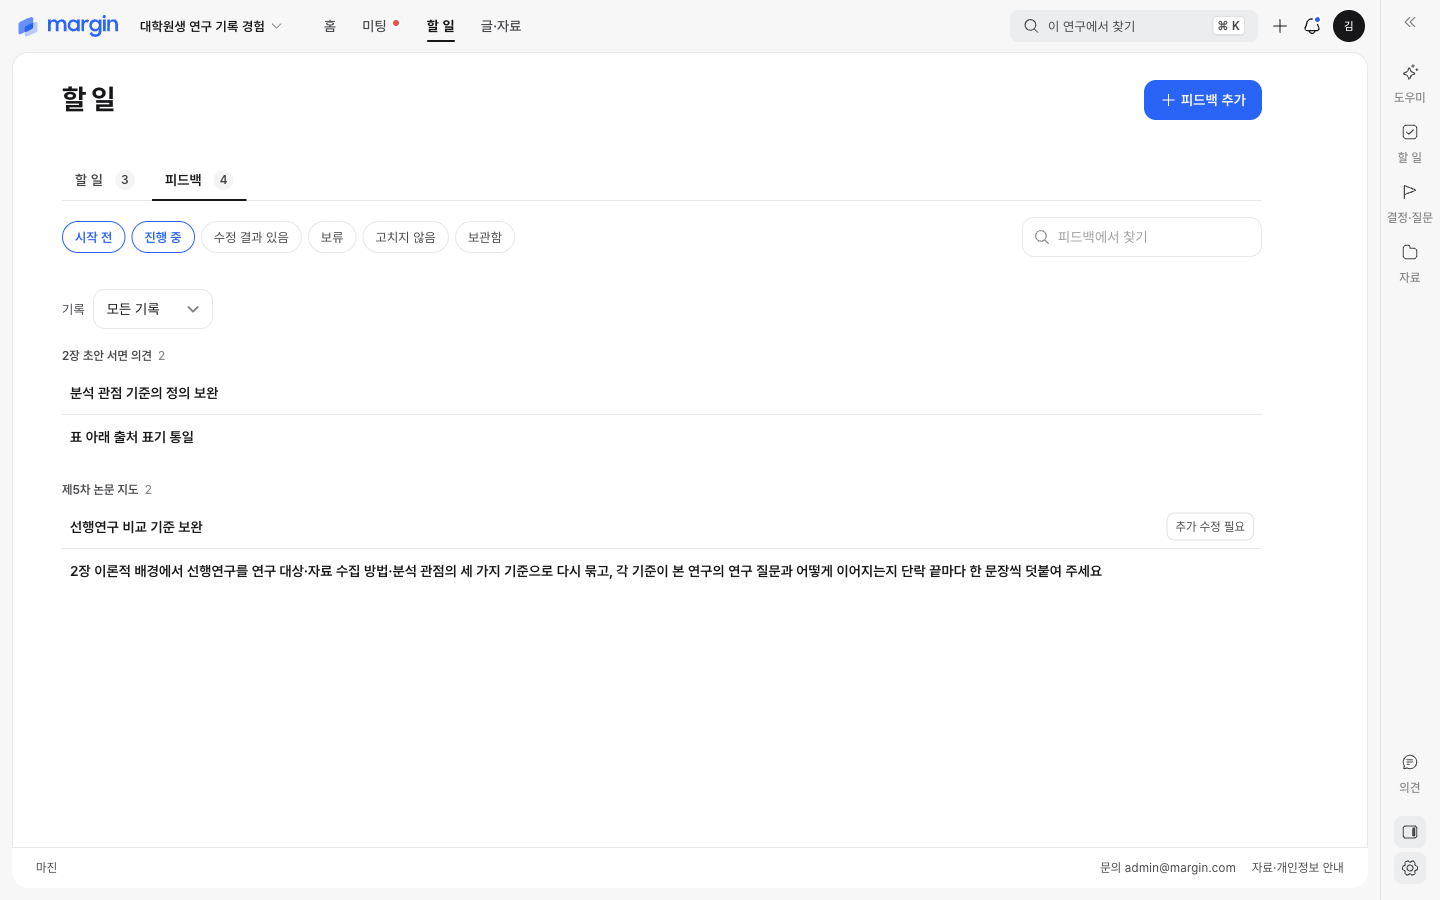 margin
대학원생 연구 기록 경험
홈
미팅
할 일
글·자료
이 연구에서 찾기
⌘ K
김
할 일
피드백 추가
할 일 3
피드백 4
시작 전
진행 중
수정 결과 있음
보류
고치지 않음
보관함
피드백에서 찾기
기록
모든 기록
2장 초안 서면 의견 2
분석 관점 기준의 정의 보완
표 아래 출처 표기 통일
제5차 논문 지도 2
선행연구 비교 기준 보완
추가 수정 필요
2장 이론적 배경에서 선행연구를 연구 대상·자료 수집 방법·분석 관점의 세 가지 기준으로 다시 묶고, 각 기준이 본 연구의 연구 질문과 어떻게 이어지는지 단락 끝마다 한 문장씩 덧붙여 주세요
마진
문의 admin@margin.com
자료·개인정보 안내
도우미
할 일
결정·질문
자료
의견